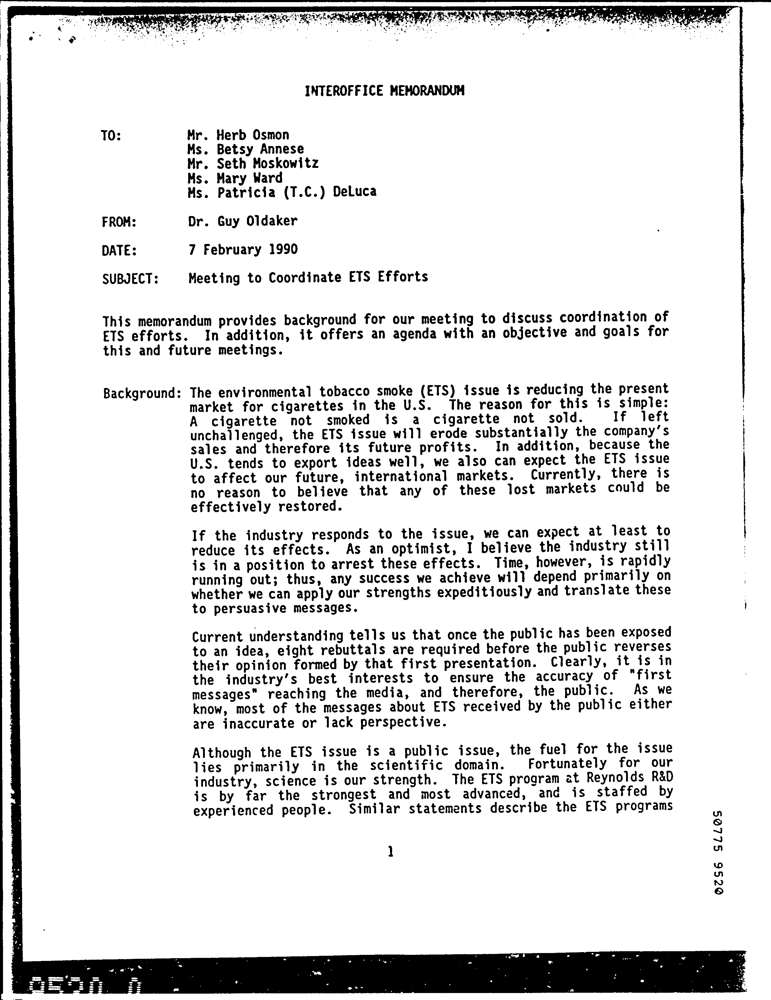 INTEROFFICE MEMORANDUM
TO: Mr. Herb Osmon
Ms. Betsy Annese
Mr. Seth Moskowitz
Ms. Mary Ward
Ms. Patricia (T.C.) DeLuca
FROM: Dr. Guy Oldaker
DATE: 7 February 1990
SUBJECT: Meeting to Coordinate ETS Efforts
This memorandum provides background for our meeting to discuss coordination of
ETS efforts. In addition, it offers an agenda with an objective and goals for
this and future meetings.
Background: The environmental tobacco smoke (ETS) issue is reducing the present
market for cigarettes in the U.S. The reason for this is simple:
A cigarette not smoked is a cigarette not sold. If left
unchallenged, the ETS issue will erode substantially the company's
sales and therefore its future profits. In addition, because the
U.S. tends to export ideas well, we also can expect the ETS issue
to affect our future, international markets. Currently, there is
no reason to believe that any of these lost markets could be
effectively restored.
If the industry responds to the issue, we can expect at least to
reduce its effects. As an optimist, I believe the industry still
is in a position to arrest these effects. Time, however, is rapidly
running out; thus, any success we achieve will depend primarily on
whether we can apply our strengths expeditiously and translate these
to persuasive messages.
Current understanding tells us that once the public has been exposed
to an idea, eight rebuttals are required before the public reverses
their opinion formed by that first presentation. Clearly, it is in
the industry's best interests to ensure the accuracy of "first
messages" reaching the media, and therefore, the public. As we
know, most of the messages about ETS received by the public either
are inaccurate or lack perspective.
Although the ETS issue is a public issue, the fuel for the issue
lies primarily in the scientific domain. Fortunately for our
industry, science is our strength. The ETS program at Reynolds R&D
is by far the strongest and most advanced, and is staffed by
experienced people. Similar statements describe the ETS programs
1
50775 9520